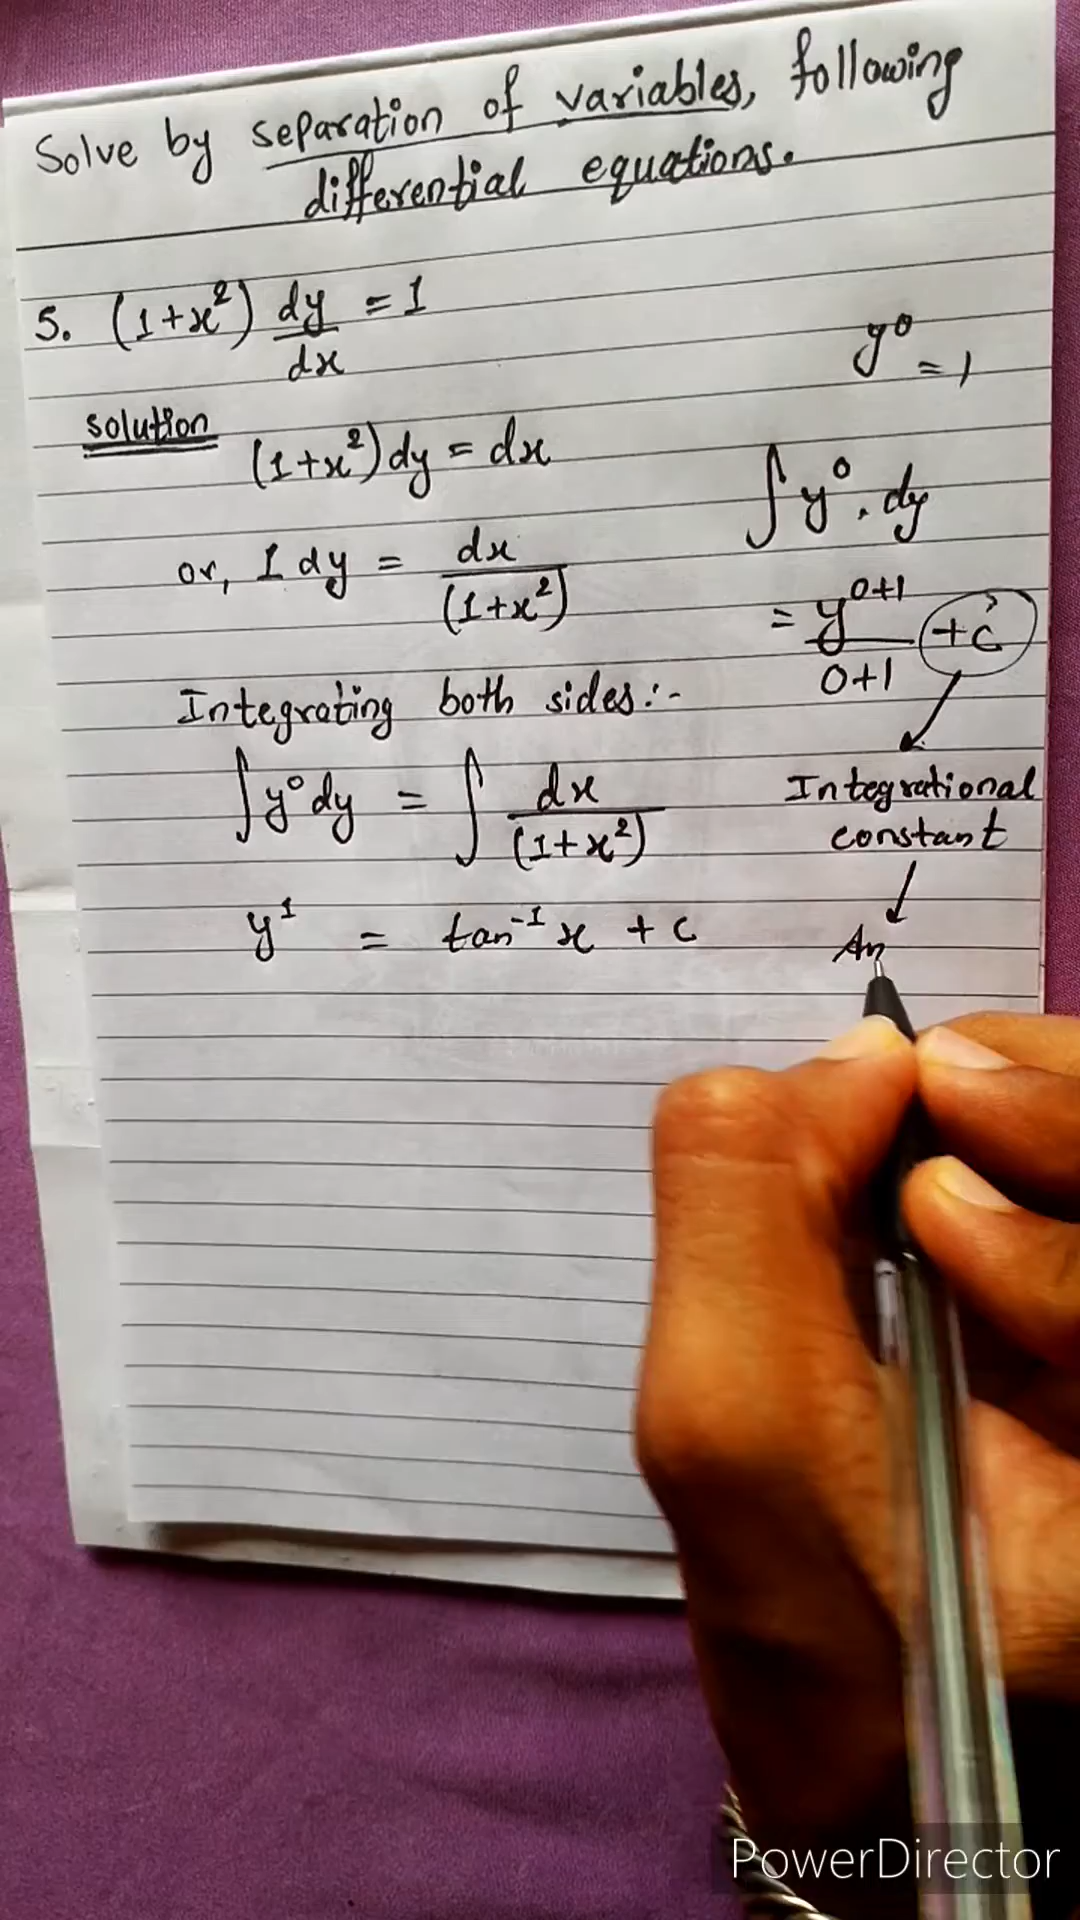 Solve by separation of variables, following
differential equations.
5. (1+x²) dy/dx = 1
solution
(1+x²)dy = dx
or, 1 dy = dx/(1+x²)
Integrating both sides:-
∫y⁰dy = ∫ dx/(1+x²)
y¹ = tan⁻¹ x + c
y⁰ = 1
∫y⁰.dy
= y⁰⁺¹/0+1 + c
Integrational
constant
An
PowerDirector